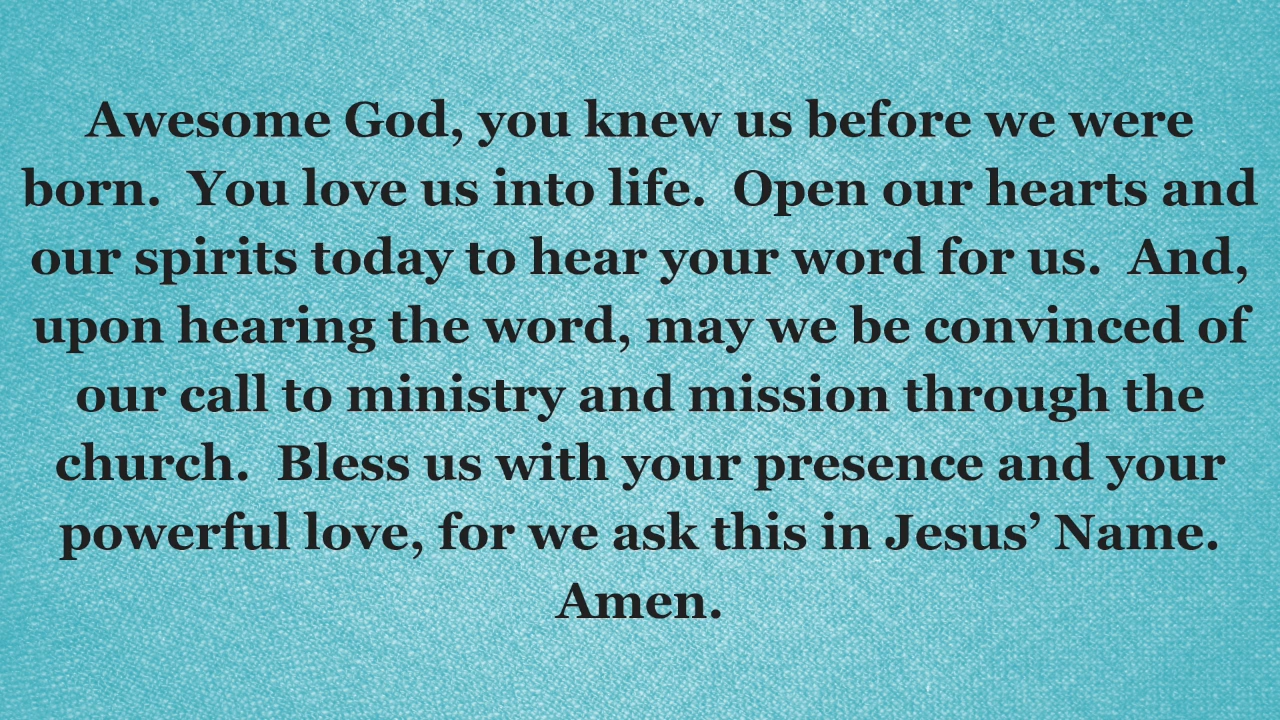 Awesome God, you knew us before we were
born.  You love us into life.  Open our hearts and
our spirits today to hear your word for us.  And,
upon hearing the word, may we be convinced of
our call to ministry and mission through the
church.  Bless us with your presence and your
powerful love, for we ask this in Jesus’ Name.
Amen.